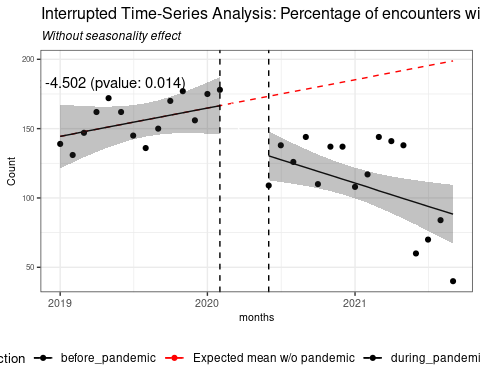 Interrupted Time-Series Analysis: Percentage of encounters wi
Without seasonality effect
200
150
100
50
Count
-4.502 (pvalue: 0.014)
2019 2020 2021
months
ction before_pandemic Expected mean w/o pandemic during_pandemi